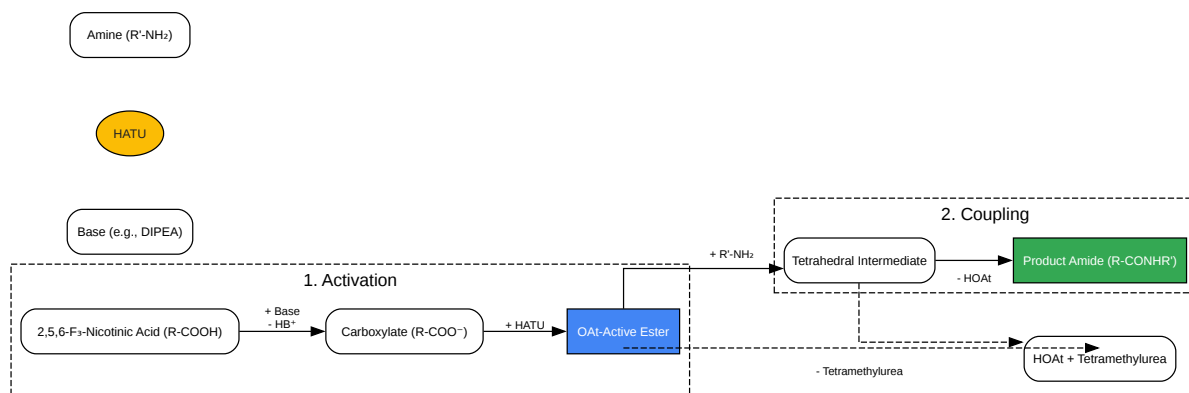 Amine (R'-NH₂)
HATU
Base (e.g., DIPEA)
2. Coupling
+ R'-NH₂
Tetrahedral Intermediate
- HOAt
Product Amide (R-CONHR')
1. Activation
2,5,6-F₃-Nicotinic Acid (R-COOH)
+ Base
- HB⁺
Carboxylate (R-COO⁻)
+ HATU
OAt-Active Ester
- Tetramethylurea
HOAt + Tetramethylurea